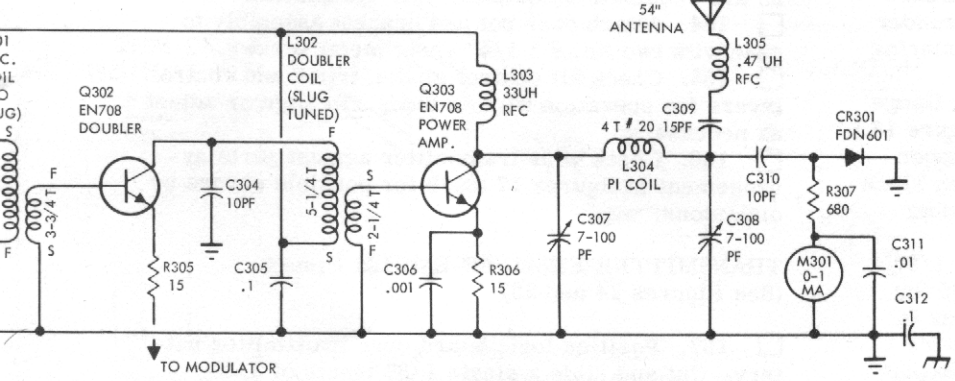 54"
ANTENNA
L305
.47 UH
RFC
L302
DOUBLER
COIL
(SLUG
TUNED)
L303
33UH
RFC
Q302
EN708
DOUBLER
Q303
EN708
POWER
AMP.
C309
15PF
4 T # 20
L304
PI COIL
CR301
FDN601
C310
10PF
R307
680
S
F
F
S
3-3/4 T
C304
10PF
F
5-1/4 T
S
S
2-1/4 T
F
C307
7-100
PF
C308
7-100
PF
M301
0-1
MA
C311
.01
C312
.1
R305
15
C305
.1
C306
.001
R306
15
TO MODULATOR